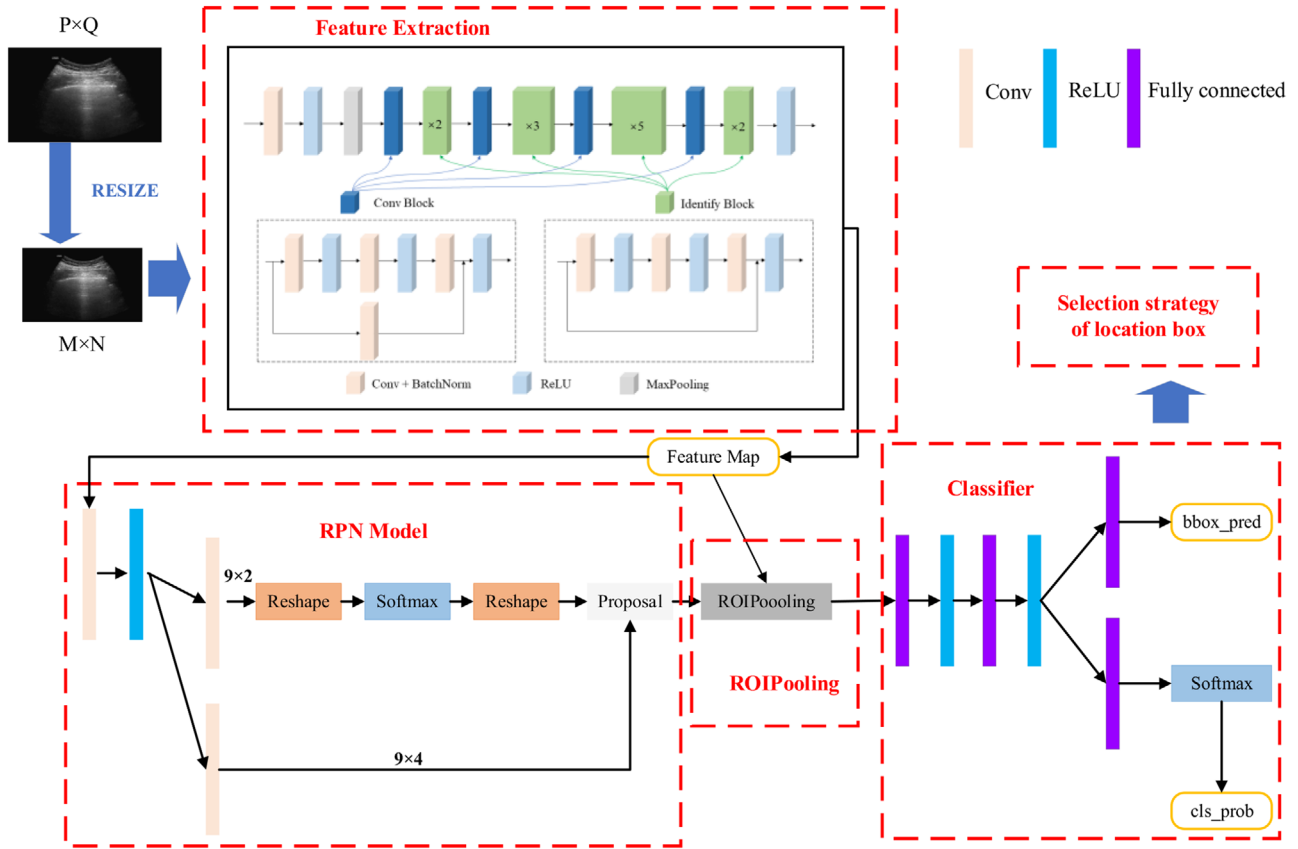 P×Q
RESIZE
M×N
Feature Extraction
×2
×3
×5
×2
Conv Block
Identify Block
Conv + BatchNorm
ReLU
MaxPooling
Conv
ReLU
Fully connected
Selection strategy
of location box
Feature Map
RPN Model
9×2
Reshape
Softmax
Reshape
Proposal
9×4
ROIPoooling
ROIPooling
Classifier
bbox_pred
Softmax
cls_prob